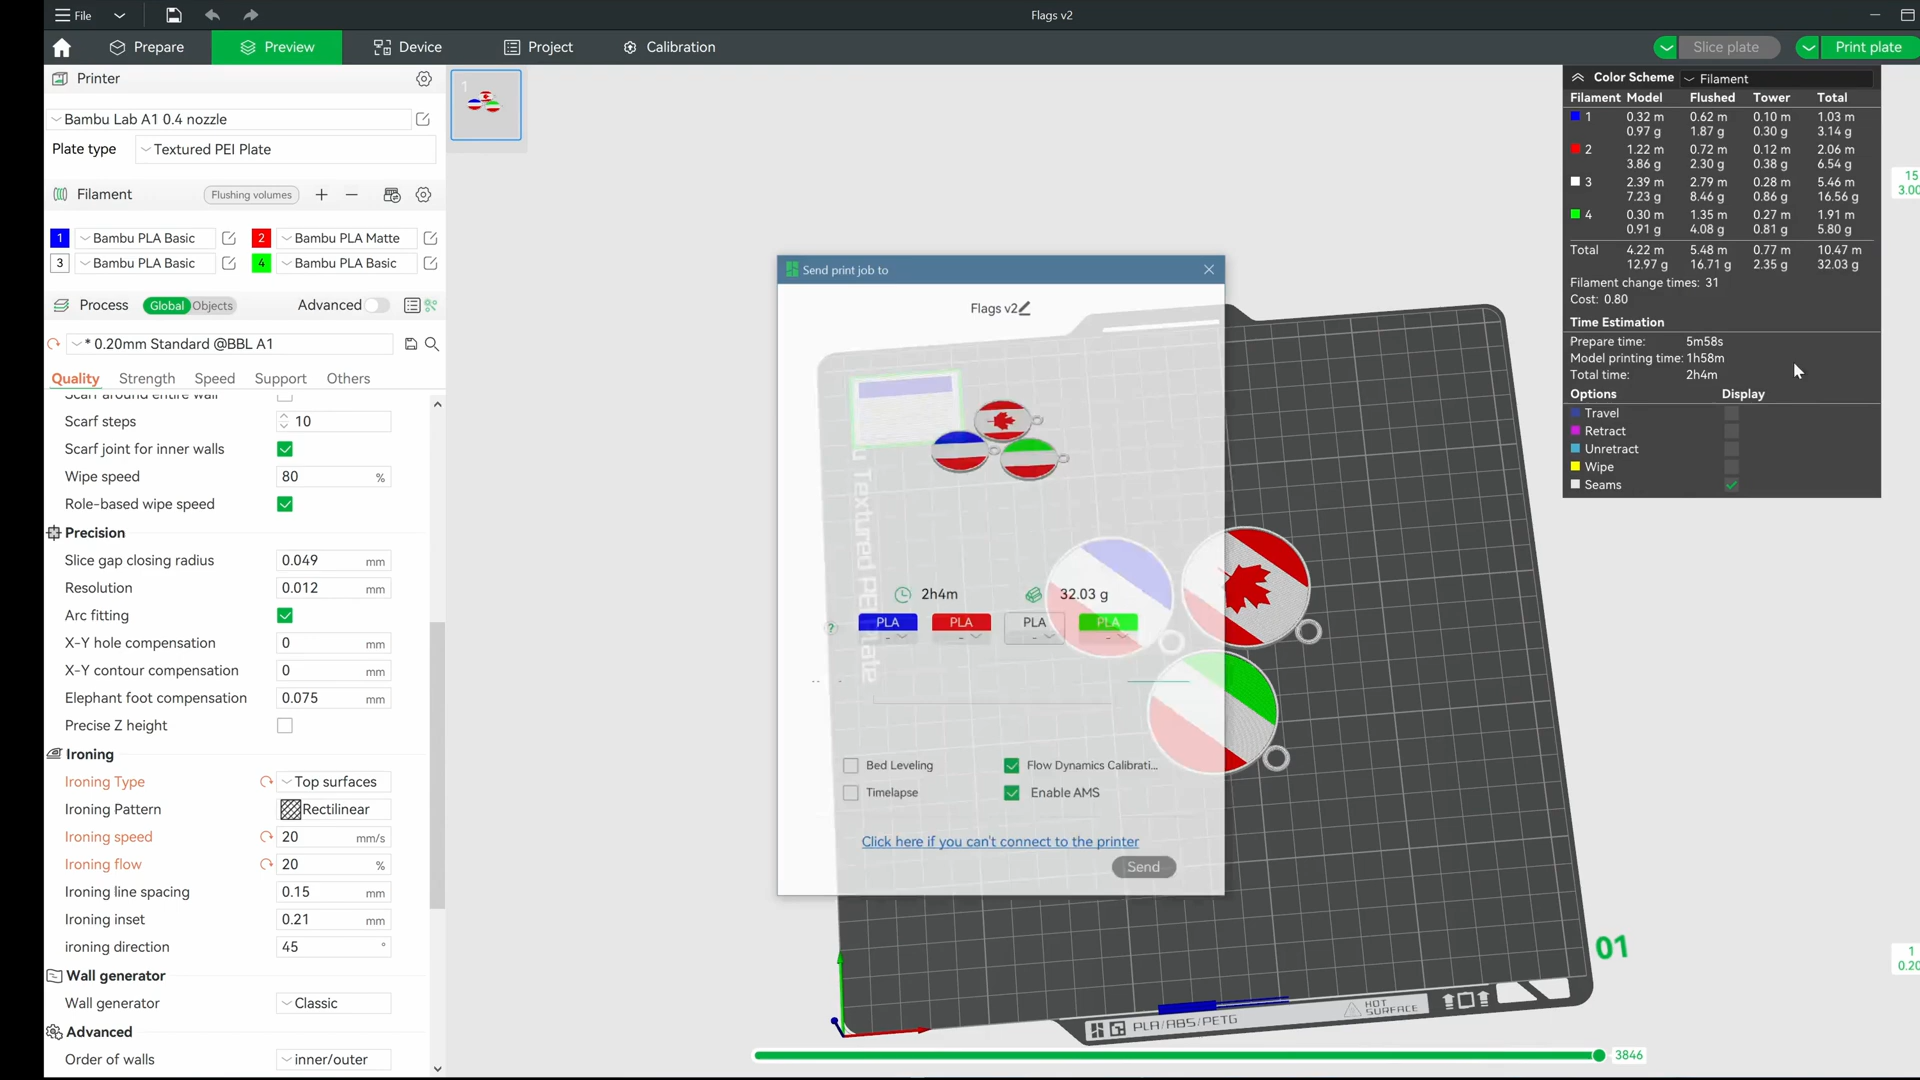 File
Flags v2
Prepare
Preview
Device
Project
Calibration
Slice plate
Print plate
Printer
Bambu Lab A1 0.4 nozzle
Plate type
Textured PEI Plate
Filament
Flushing volumes
1 Bambu PLA Basic
2 Bambu PLA Matte
3 Bambu PLA Basic
4 Bambu PLA Basic
Process
Global
Objects
Advanced
* 0.20mm Standard @BBL A1
Quality
Strength
Speed
Support
Others
Scarf around entire wall
Scarf steps 10
Scarf joint for inner walls
Wipe speed 80 %
Role-based wipe speed
Precision
Slice gap closing radius 0.049 mm
Resolution 0.012 mm
Arc fitting
X-Y hole compensation 0 mm
X-Y contour compensation 0 mm
Elephant foot compensation 0.075 mm
Precise Z height
Ironing
Ironing Type Top surfaces
Ironing Pattern Rectilinear
Ironing speed 20 mm/s
Ironing flow 20 %
Ironing line spacing 0.15 mm
Ironing inset 0.21 mm
ironing direction 45 °
Wall generator
Wall generator Classic
Advanced
Order of walls inner/outer
1
Send print job to
Flags v2
2h4m
32.03 g
?
PLA PLA PLA PLA
- - - -
Bed Leveling
Flow Dynamics Calibrati...
Timelapse
Enable AMS
Click here if you can't connect to the printer
Send
Textured PEI
01
HOT
SURFACE
PLA/ABS/PETG
3846
Color Scheme Filament
Filament Model Flushed Tower Total
1 0.32 m 0.62 m 0.10 m 1.03 m
0.97 g 1.87 g 0.30 g 3.14 g
2 1.22 m 0.72 m 0.12 m 2.06 m
3.86 g 2.30 g 0.38 g 6.54 g
3 2.39 m 2.79 m 0.28 m 5.46 m
7.23 g 8.46 g 0.86 g 16.56 g
4 0.30 m 1.35 m 0.27 m 1.91 m
0.91 g 4.08 g 0.81 g 5.80 g
Total 4.22 m 5.48 m 0.77 m 10.47 m
12.97 g 16.71 g 2.35 g 32.03 g
Filament change times: 31
Cost: 0.80
Time Estimation
Prepare time: 5m58s
Model printing time: 1h58m
Total time: 2h4m
Options Display
Travel
Retract
Unretract
Wipe
Seams
15
3.00
1
0.20